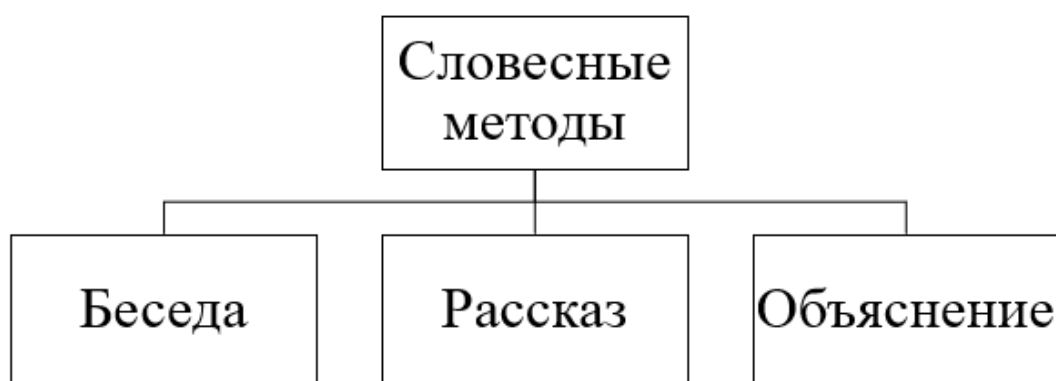 Словесные
методы
Беседа
Рассказ
Объяснение